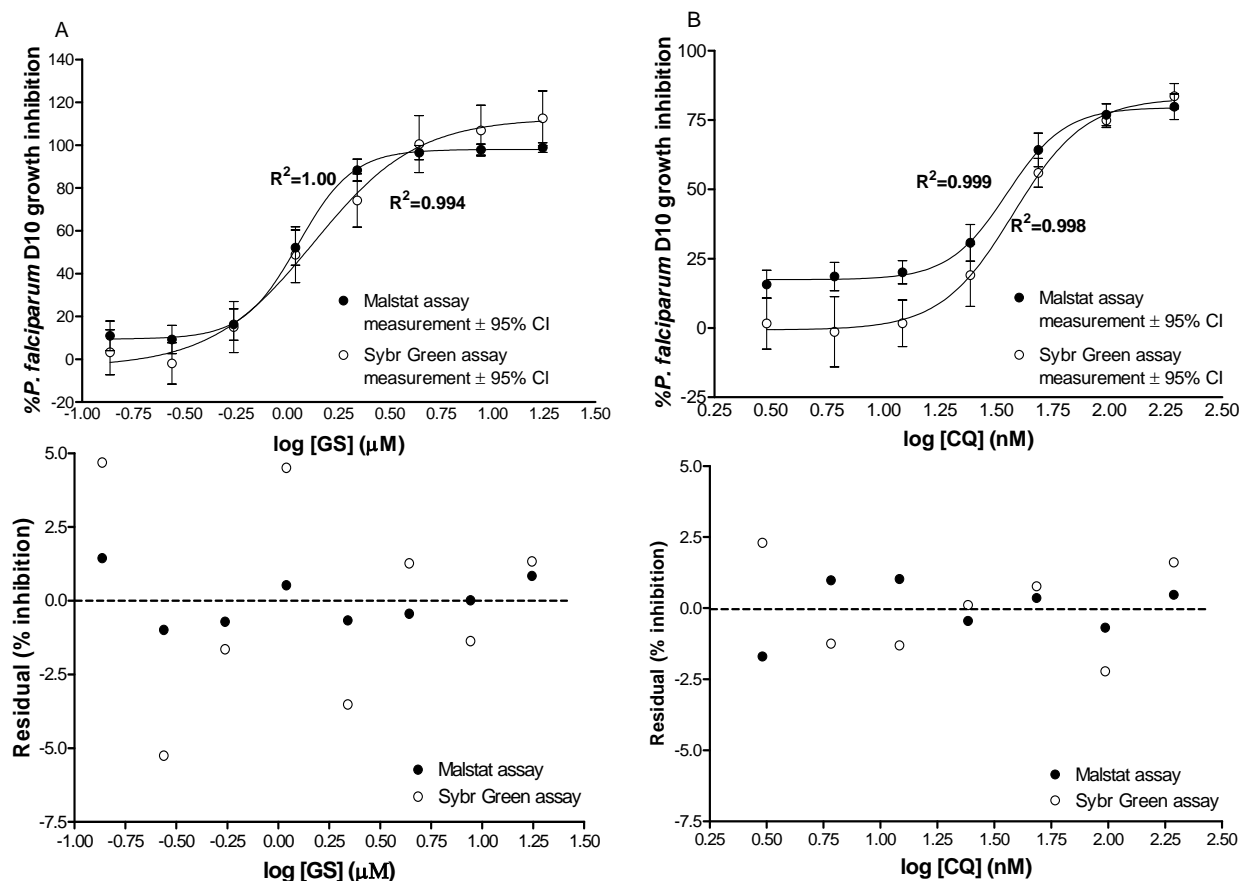 A
140
120
100
80
60
40
20
0
-20
%P. falciparum D10 growth inhibition
R²=1.00
R²=0.994
Malstat assay
measurement ± 95% CI
Sybr Green assay
measurement ± 95% CI
-1.00 -0.75 -0.50 -0.25 0.00 0.25 0.50 0.75 1.00 1.25 1.50
log [GS] (μM)
B
100
75
50
25
0
-25
%P. falciparum D10 growth inhibition
R²=0.999
R²=0.998
Malstat assay
measurement ± 95% CI
Sybr Green assay
measurement ± 95% CI
0.25 0.50 0.75 1.00 1.25 1.50 1.75 2.00 2.25 2.50
log [CQ] (nM)
5.0
2.5
0.0
-2.5
-5.0
-7.5
Residual (% inhibition)
Malstat assay
Sybr Green assay
-1.00 -0.75 -0.50 -0.25 0.00 0.25 0.50 0.75 1.00 1.25 1.50
log [GS] (μM)
5.0
2.5
0.0
-2.5
-5.0
-7.5
Residual (% inhibition)
Malstat assay
Sybr Green assay
0.25 0.50 0.75 1.00 1.25 1.50 1.75 2.00 2.25 2.50
log [CQ] (nM)